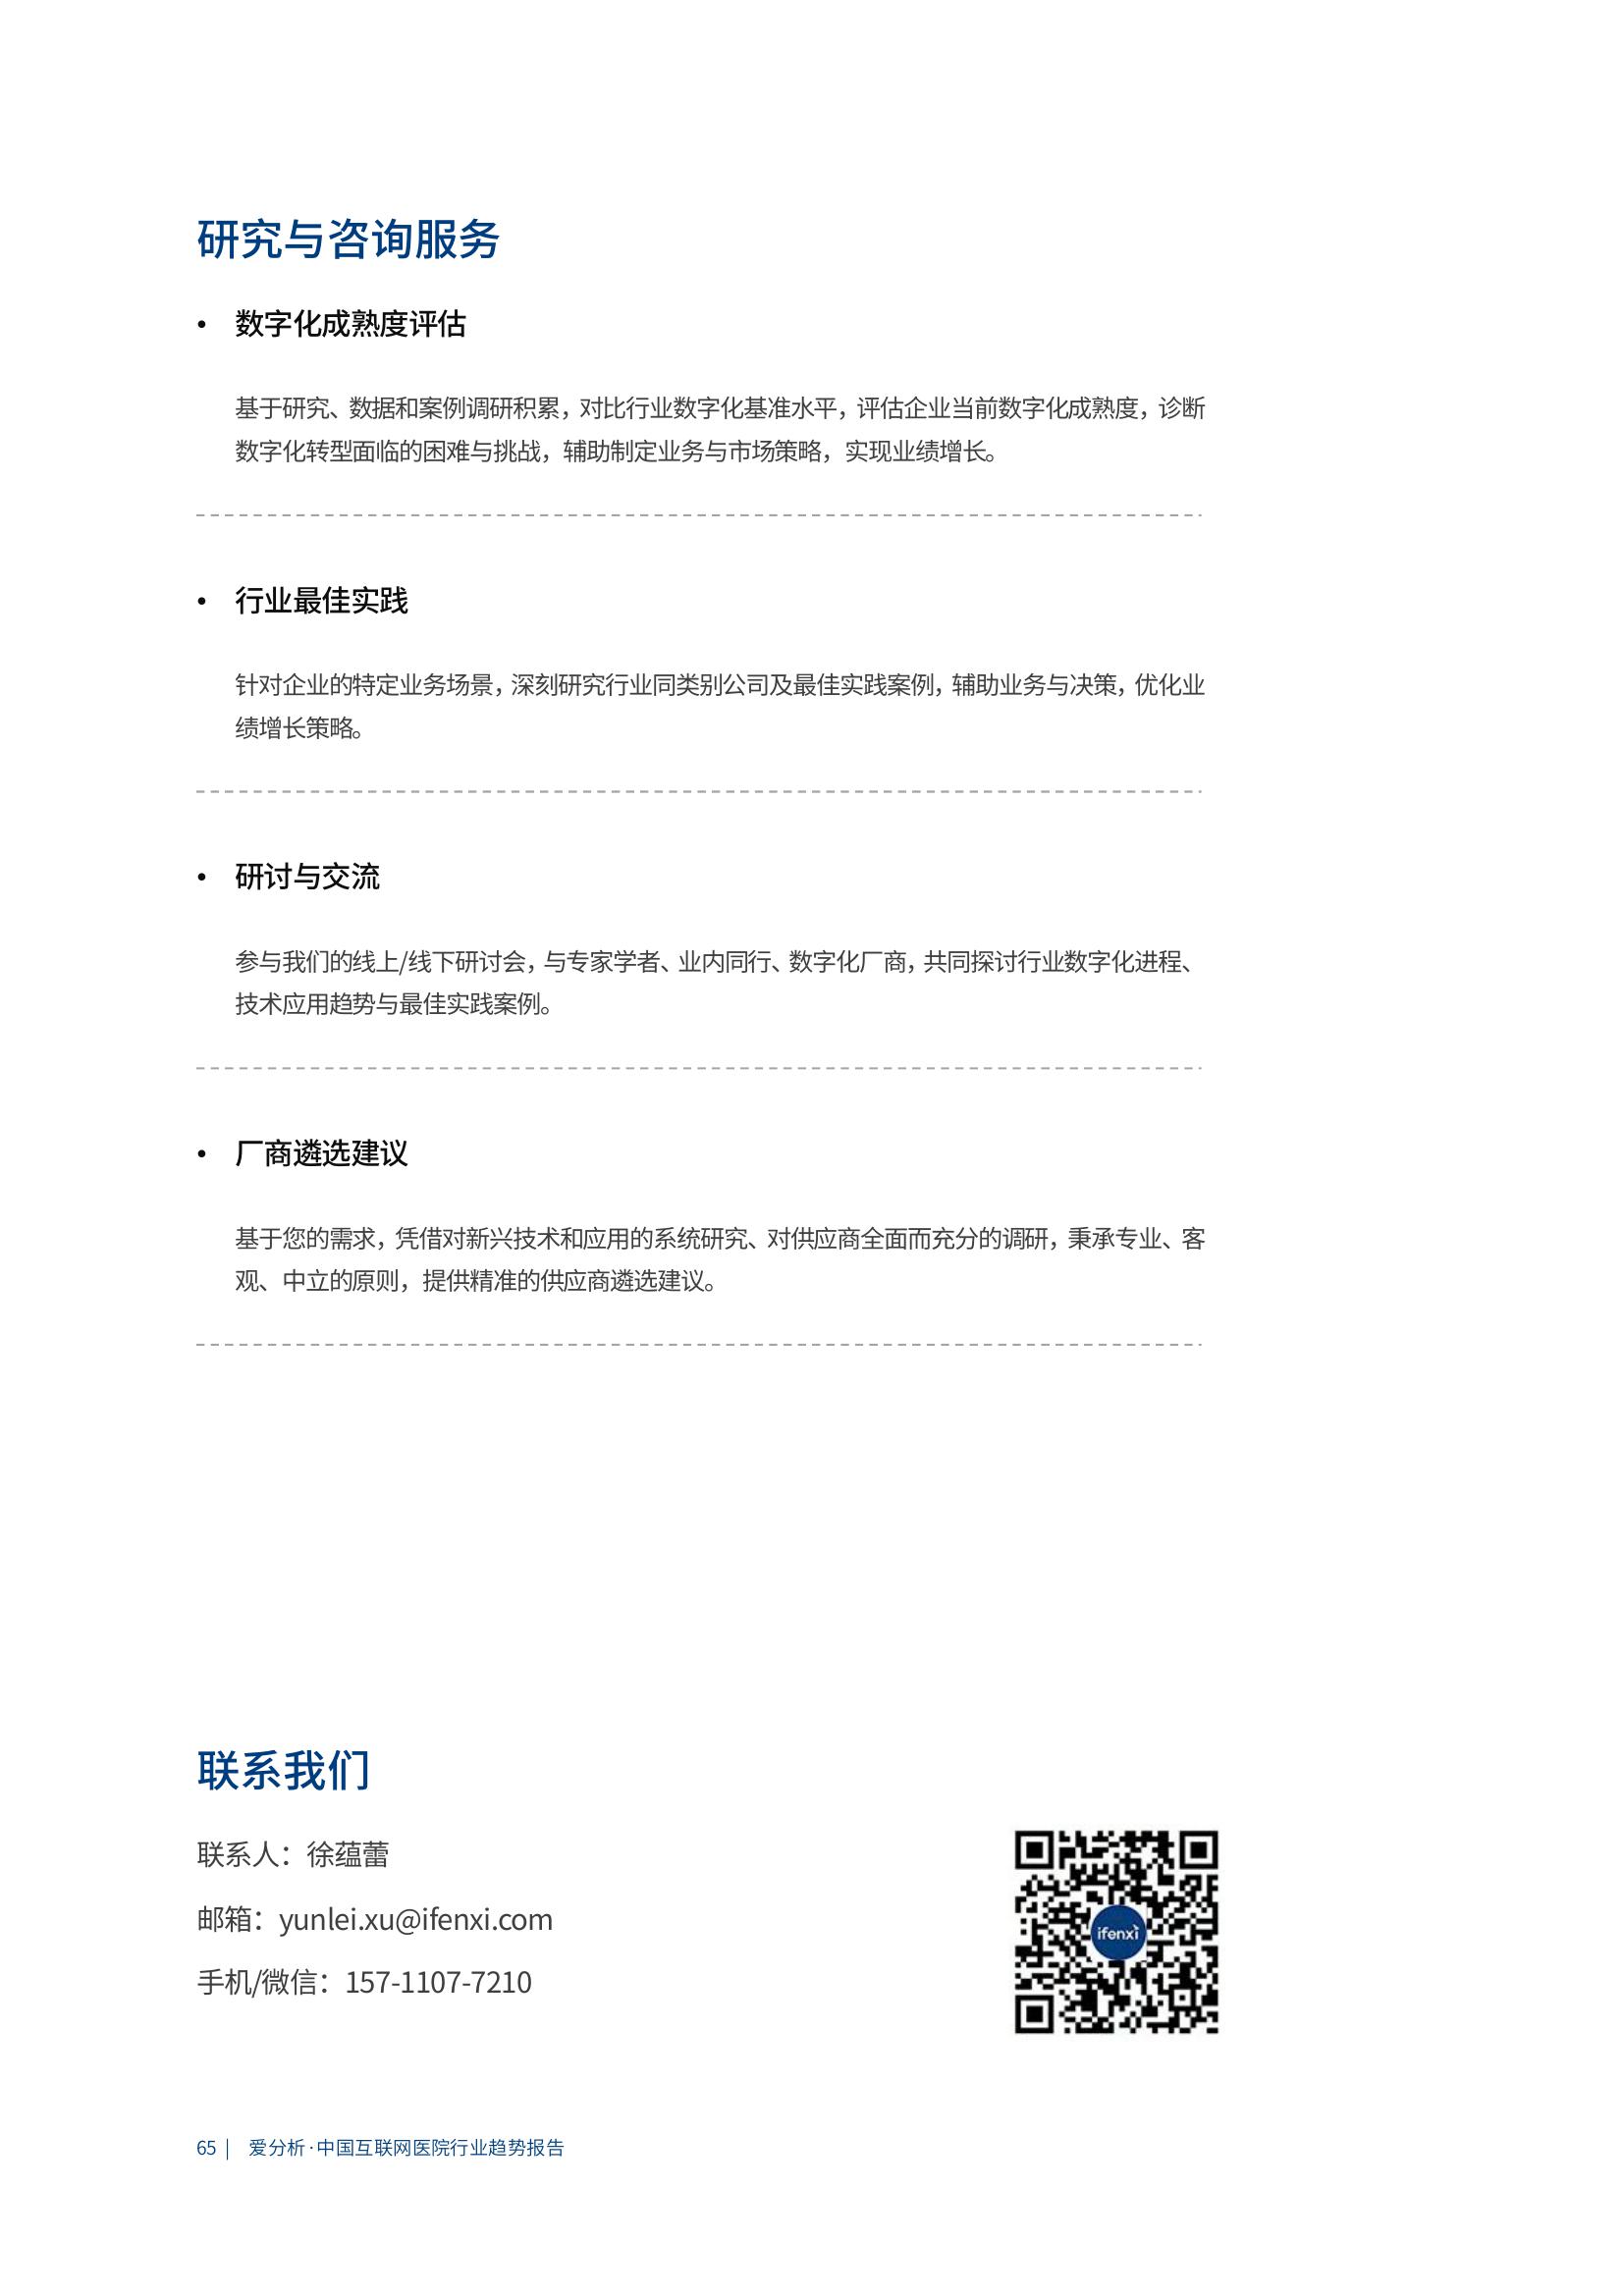 研究与咨询服务
• 数字化成熟度评估
基于研究、数据和案例调研积累，对比行业数字化基准水平，评估企业当前数字化成熟度，诊断
数字化转型面临的困难与挑战，辅助制定业务与市场策略，实现业绩增长。
• 行业最佳实践
针对企业的特定业务场景，深刻研究行业同类别公司及最佳实践案例，辅助业务与决策，优化业
绩增长策略。
• 研讨与交流
参与我们的线上/线下研讨会，与专家学者、业内同行、数字化厂商，共同探讨行业数字化进程、
技术应用趋势与最佳实践案例。
• 厂商遴选建议
基于您的需求，凭借对新兴技术和应用的系统研究、对供应商全面而充分的调研，秉承专业、客
观、中立的原则，提供精准的供应商遴选建议。
联系我们
联系人：徐蕴蕾
邮箱：yunlei.xu@ifenxi.com
手机/微信：157-1107-7210
ifenxi
65 | 爱分析·中国互联网医院行业趋势报告